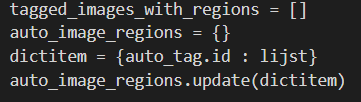 tagged_images_with_regions = []
auto_image_regions = {}
dictitem = {auto_tag.id : lijst}
auto_image_regions.update(dictitem)